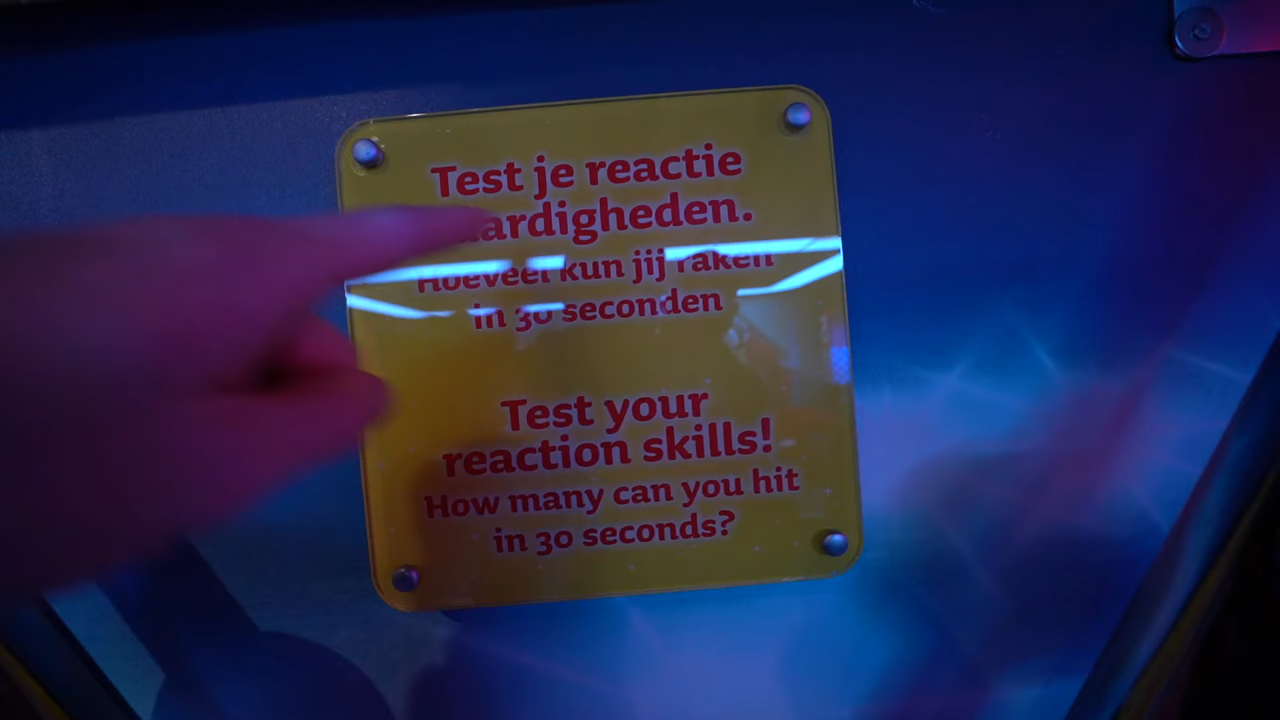 Test je reactie
ardigheden.
Hoeveel kun jij raken
in 30 seconden
Test your
reaction skills!
How many can you hit
in 30 seconds?